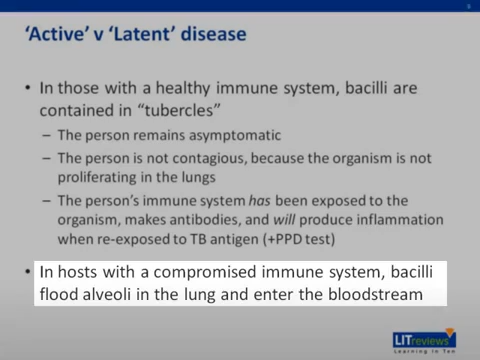 8
‘Active’ v ‘Latent’ disease
• In those with a healthy immune system, bacilli are
contained in “tubercles”
– The person remains asymptomatic
– The person is not contagious, because the organism is not
proliferating in the lungs
– The person’s immune system has been exposed to the
organism, makes antibodies, and will produce inflammation
when re-exposed to TB antigen (+PPD test)
• In hosts with a compromised immune system, bacilli
flood alveoli in the lung and enter the bloodstream
LITreviews
Learning in Ten